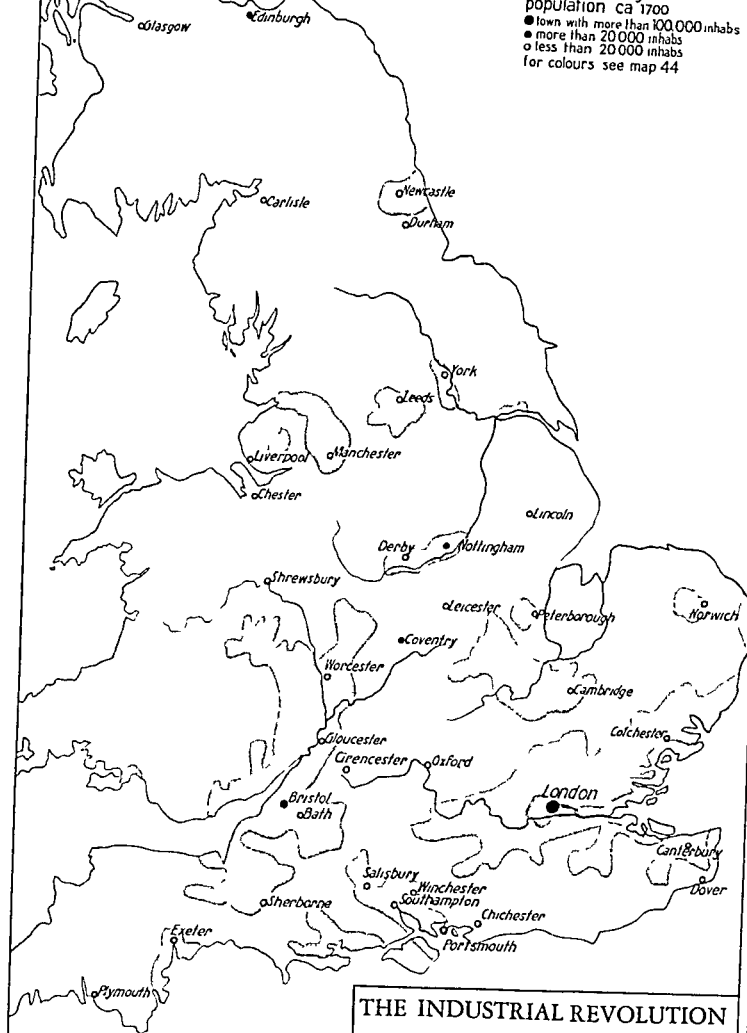 population ca 1700
town with more than 100.000 inhabs
more than 20 000 inhabs
less than 20 000 inhabs
for colours see map 44
Glasgow
Edinburgh
Carlisle
Newcastle
Durham
York
Leeds
Liverpool
Manchester
Chester
Lincoln
Derby
Nottingham
Shrewsbury
Leicester
Peterborough
Norwich
Coventry
Worcester
Cambridge
Colchester
Gloucester
Cirencester
Oxford
London
Bristol
Bath
Canterbury
Dover
Salisbury
Winchester
Southampton
Sherborne
Chichester
Portsmouth
Exeter
Plymouth
THE INDUSTRIAL REVOLUTION